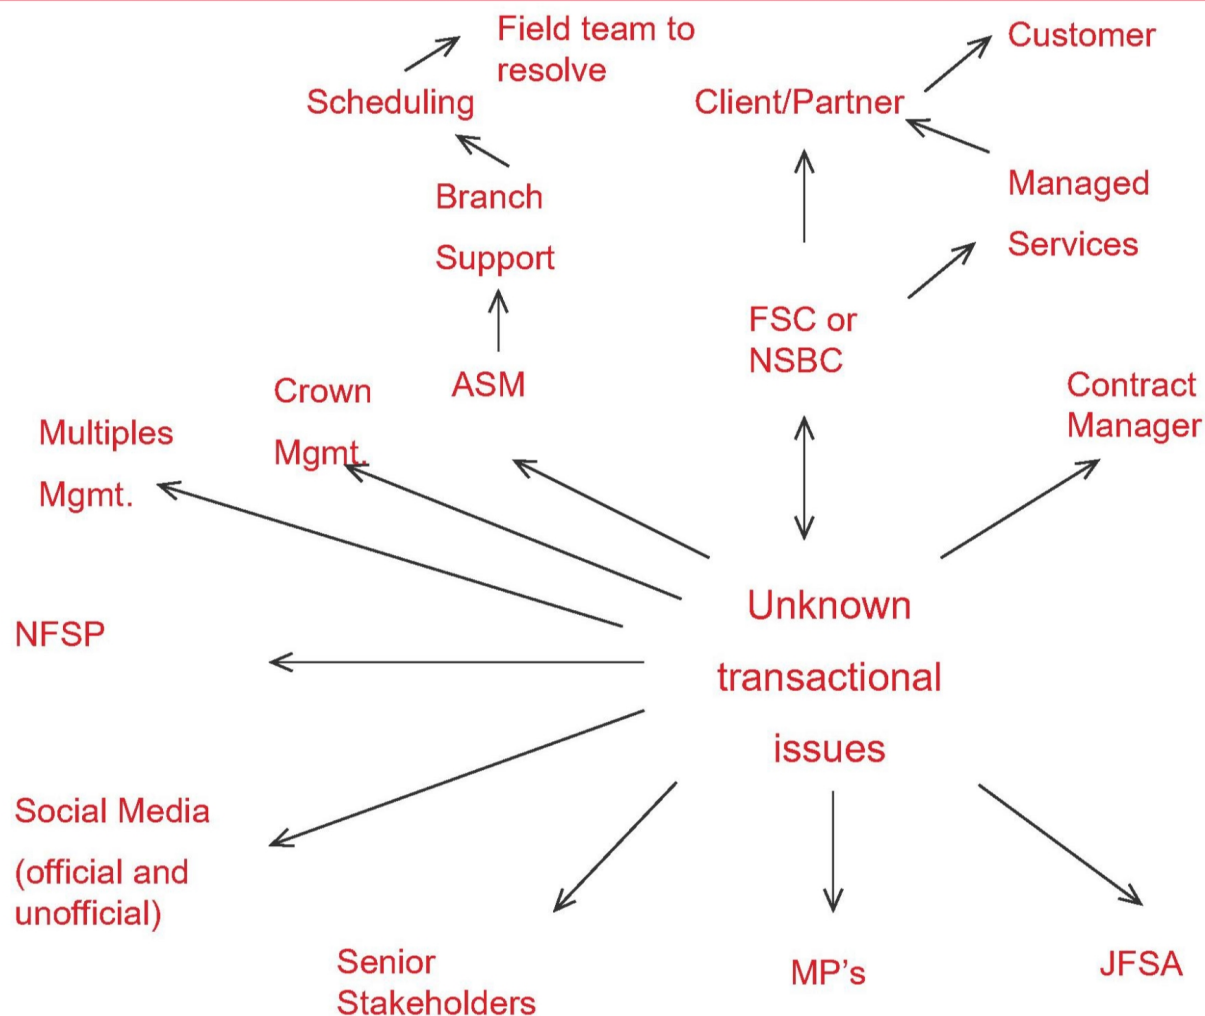 Field team to
resolve
Customer
Scheduling
Client/Partner
Branch
Support
Managed
Services
FSC or
NSBC
ASM
Crown
Mgmt.
Contract
Manager
Multiples
Mgmt.
Unknown
transactional
issues
NFSP
Social Media
(official and
unofficial)
Senior
Stakeholders
MP’s
JFSA